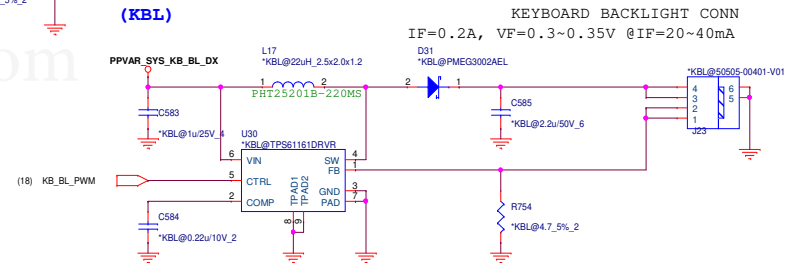 (KBL)
KEYBOARD BACKLIGHT CONN
IF=0.2A, VF=0.3~0.35V @IF=20~40mA
PPVAR_SYS_KB_BL_DX
L17
*KBL@22uH_2.5x2.0x1.2
1 2
PHT25201B-220MS
D31
*KBL@PMEG3002AEL
2 1
*KBL@50505-00401-V01
4 6
3 5
2
1
J23
C583
*KBL@1u/25V_4
C585
*KBL@2.2u/50V_6
U30
*KBL@TPS61161DRVR
6 VIN SW 4
FB 1
(18) KB_BL_PWM
5 CTRL
GND 3
2 COMP PAD 7
TPAD1
TPAD2
8
9
C584
*KBL@0.22u/10V_2
R754
*KBL@4.7_5%_2
om